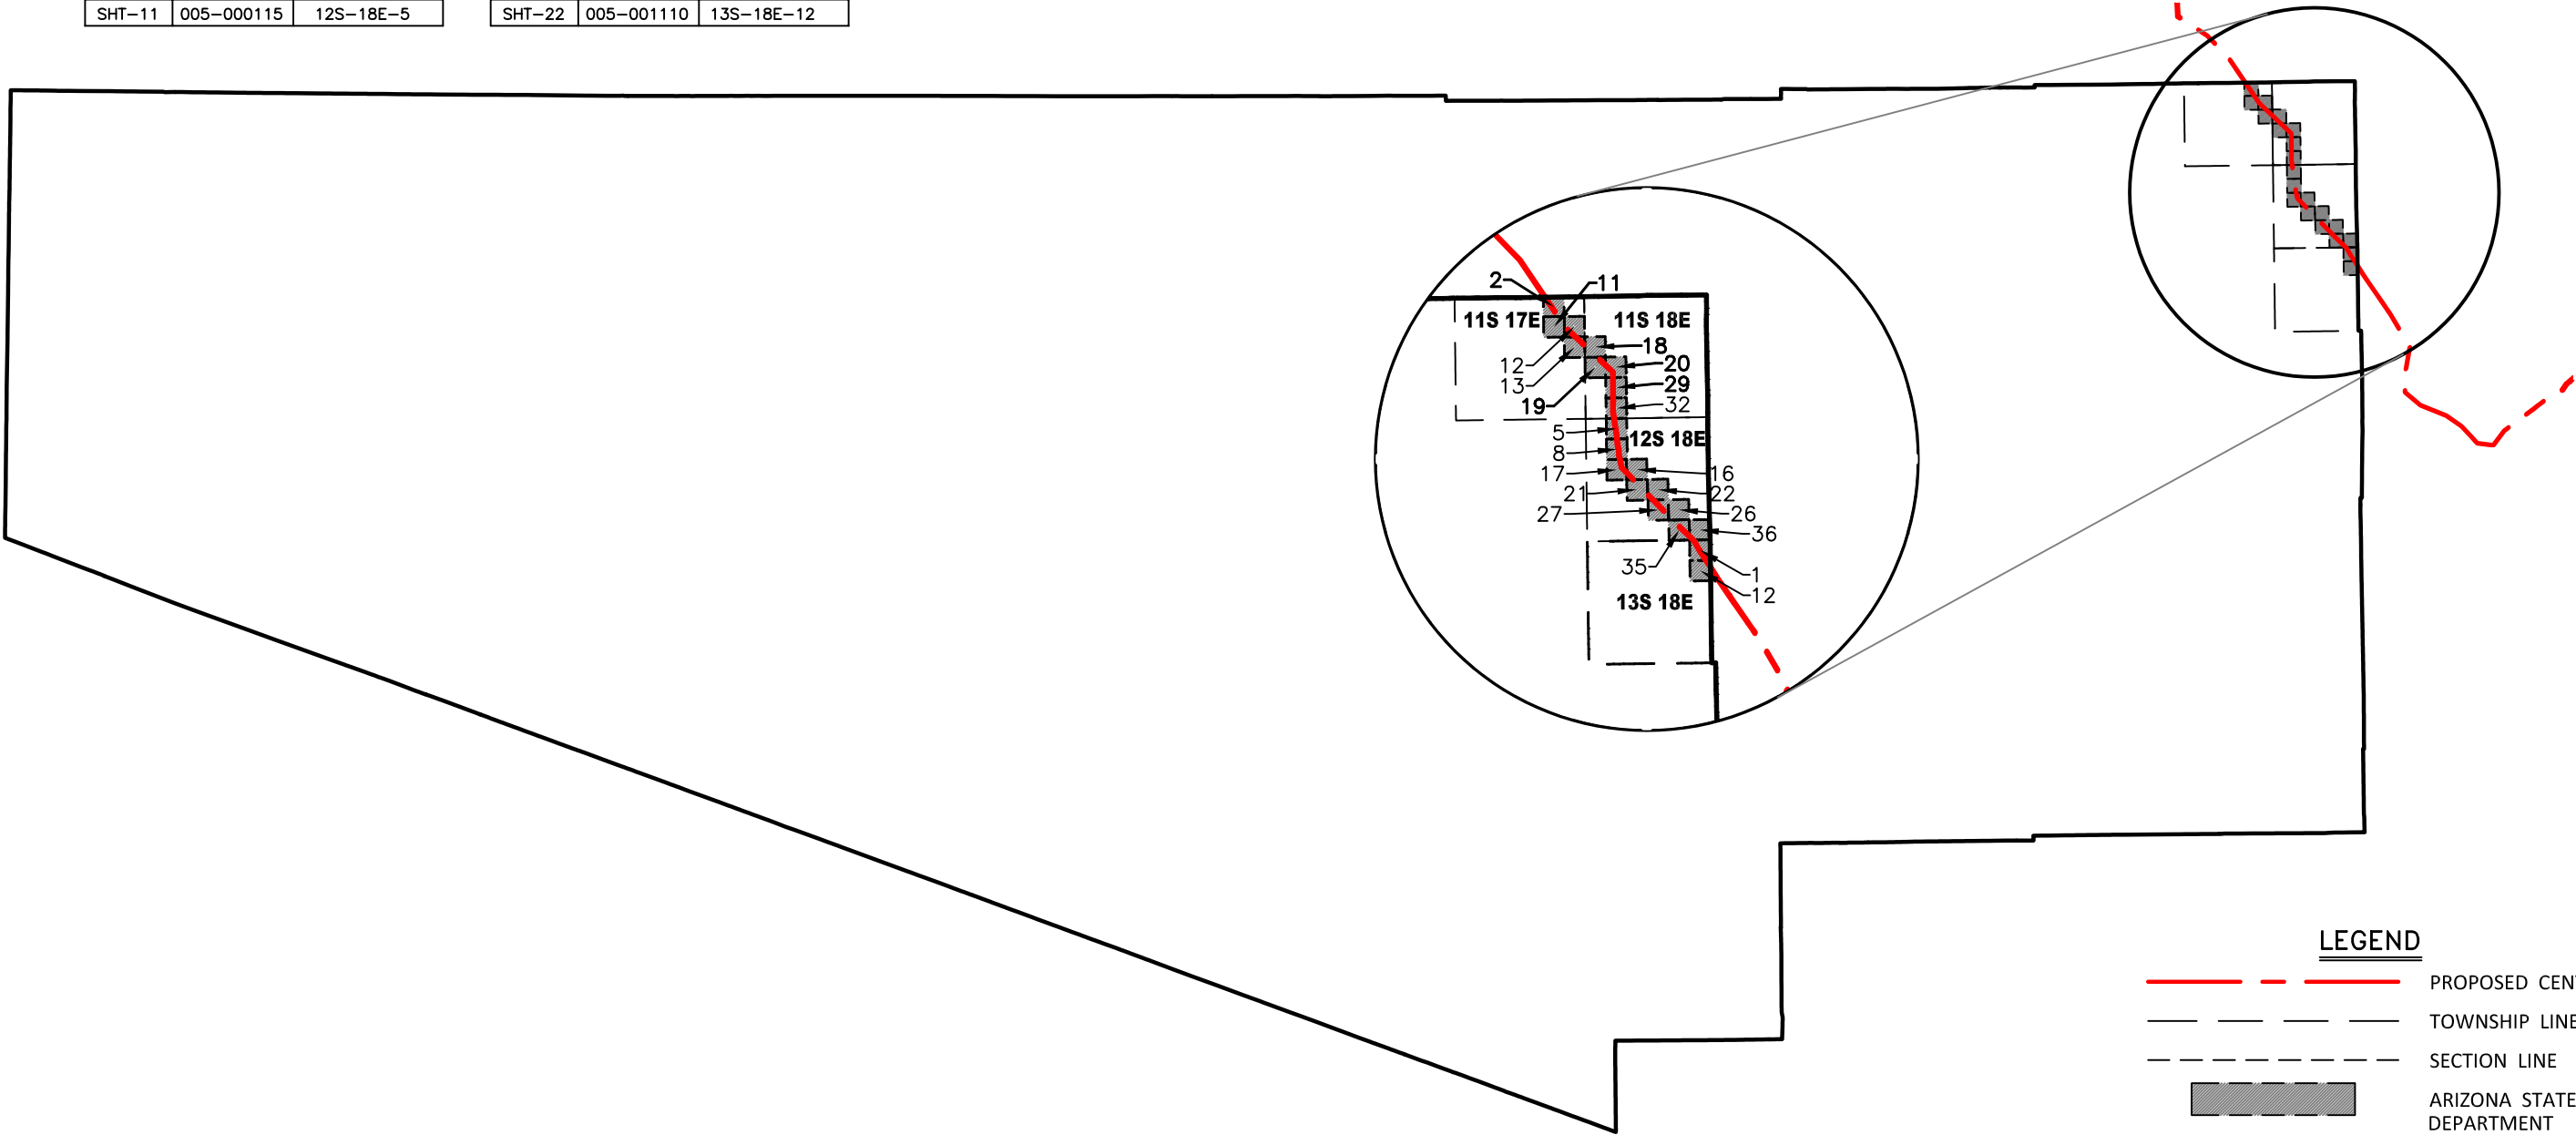 SHT-11 005-000115 12S-18E-5 SHT-22 005-001110 13S-18E-12
2 11
11S 17E 11S 18E
18
12 20
13 29
19 32
5 12S 18E
8
17 16
21 22
27 26
36
35 1
12
13S 18E
LEGEND
PROPOSED CEN
TOWNSHIP LINE
SECTION LINE
ARIZONA STATE
DEPARTMENT